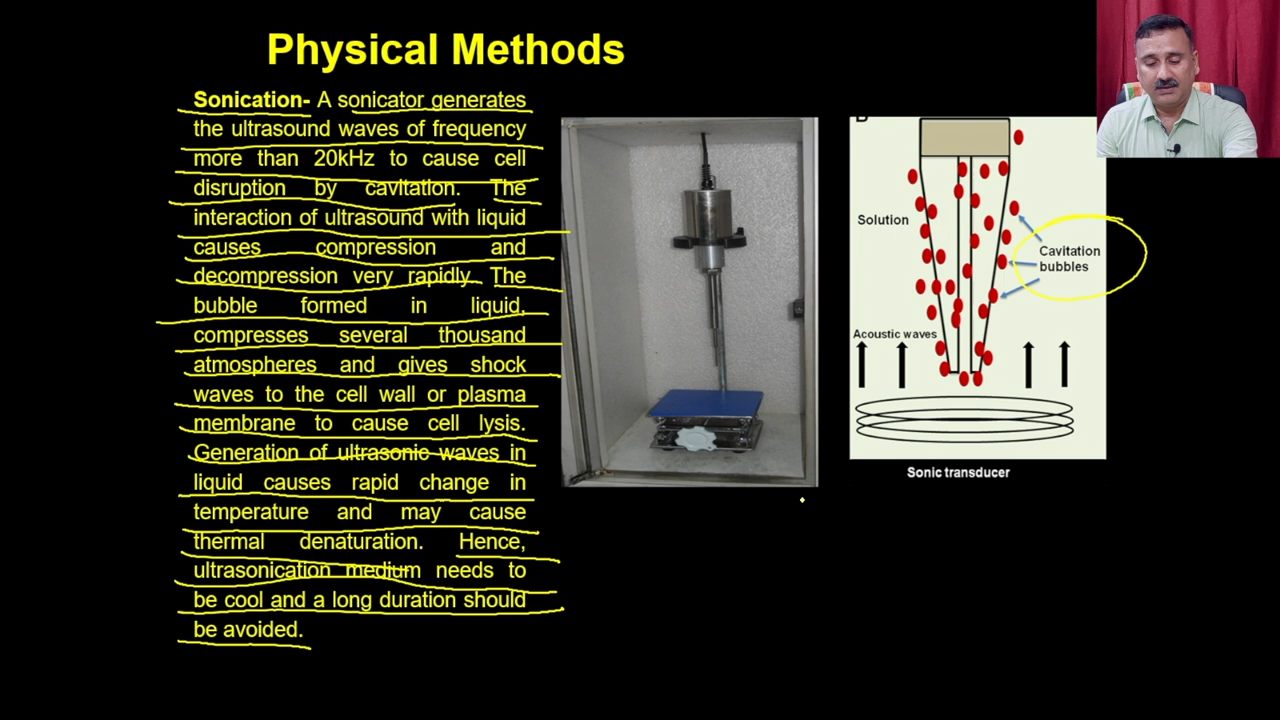 Physical Methods
Sonication- A sonicator generates
the ultrasound waves of frequency
more than 20kHz to cause cell
disruption by cavitation. The
interaction of ultrasound with liquid
causes compression and
decompression very rapidly. The
bubble formed in liquid,
compresses several thousand
atmospheres and gives shock
waves to the cell wall or plasma
membrane to cause cell lysis.
Generation of ultrasonic waves in
liquid causes rapid change in
temperature and may cause
thermal denaturation. Hence,
ultrasonication medium needs to
be cool and a long duration should
be avoided.
Solution
Cavitation
bubbles
Acoustic waves
Sonic transducer